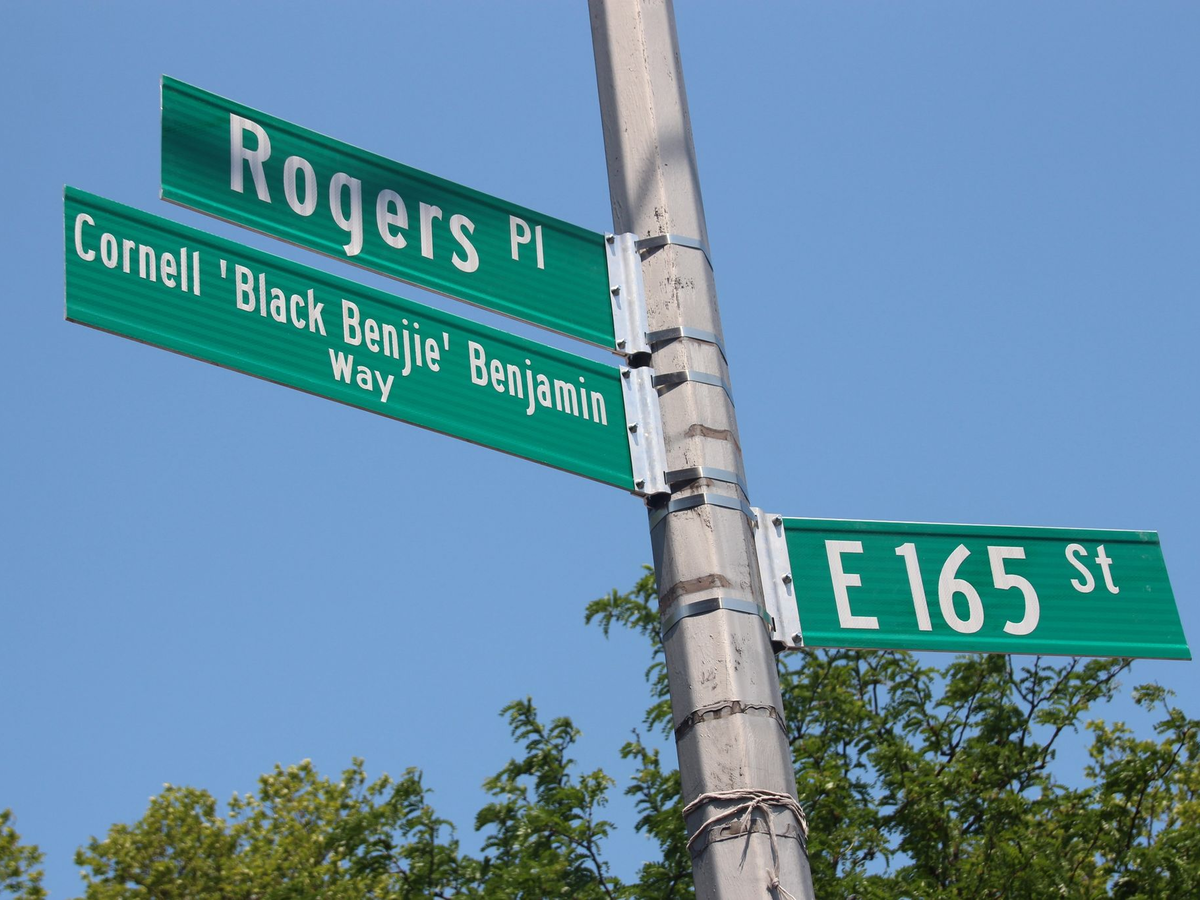 Rogers Pl
Cornell 'Black Benjie' Benjamin
Way
E 165 St